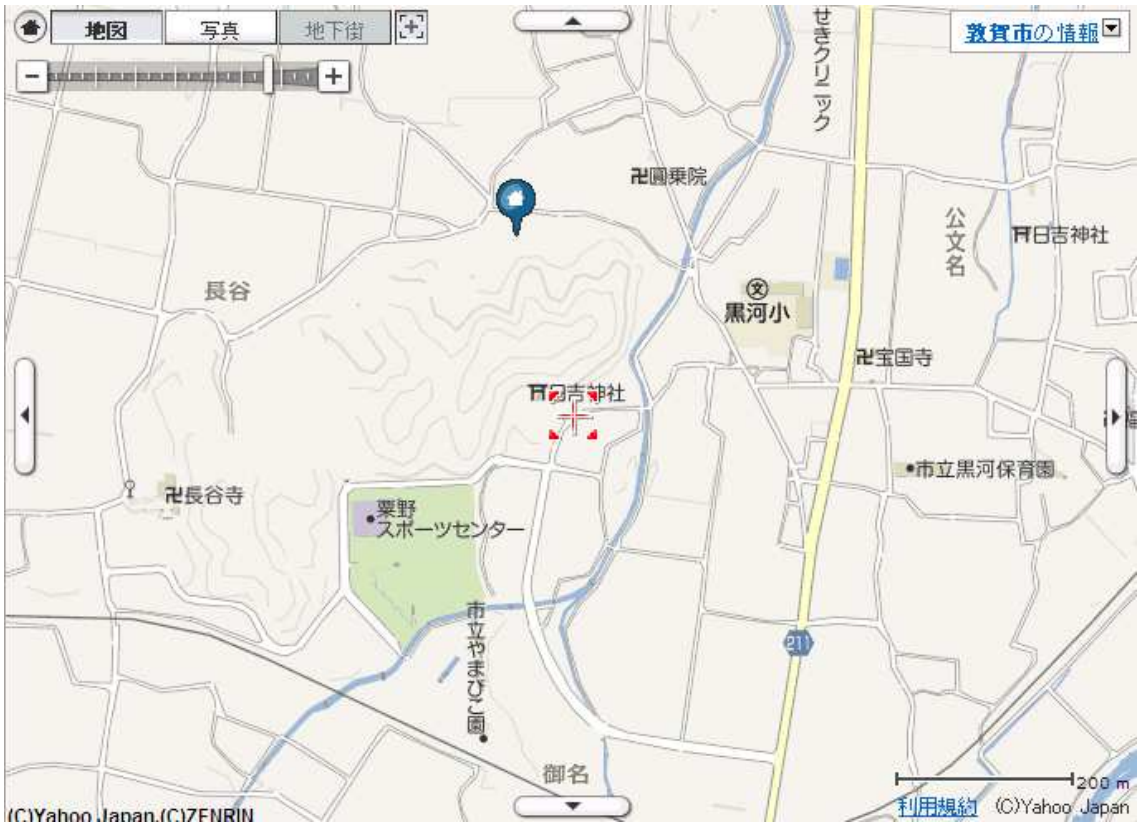 地図
写真
地下街
敦賀市の情報
せきクリニック
卍圓乗院
公文名
日吉神社
長谷
文
黒河小
卍宝国寺
日吉神社
市立黒河保育園
卍長谷寺
粟野
スポーツセンター
市立やまびこ園
211
御名
200 m
利用規約 (C)Yahoo Japan
(C)Yahoo Japan,(C)ZENRIN